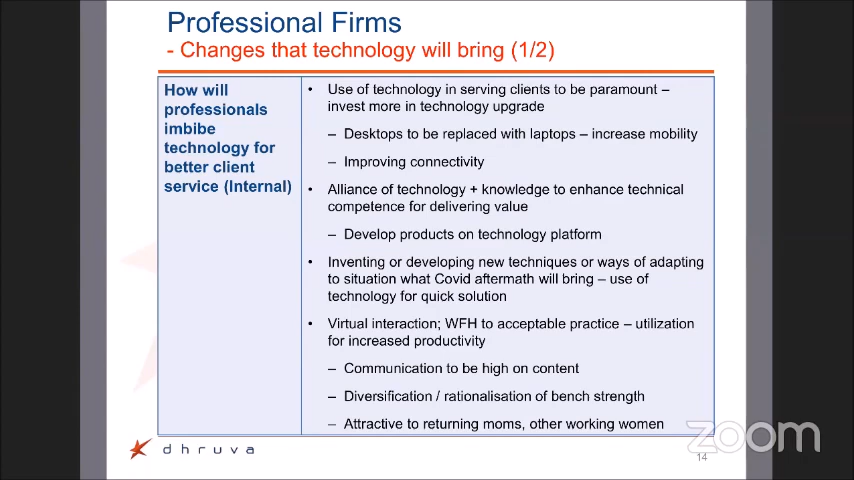 Professional Firms
- Changes that technology will bring (1/2)
How will
professionals
imbibe
technology for
better client
service (Internal)
• Use of technology in serving clients to be paramount –
invest more in technology upgrade
– Desktops to be replaced with laptops – increase mobility
– Improving connectivity
• Alliance of technology + knowledge to enhance technical
competence for delivering value
– Develop products on technology platform
• Inventing or developing new techniques or ways of adapting
to situation what Covid aftermath will bring – use of
technology for quick solution
• Virtual interaction; WFH to acceptable practice – utilization
for increased productivity
– Communication to be high on content
– Diversification / rationalisation of bench strength
– Attractive to returning moms, other working women
dhruva
zoom
14